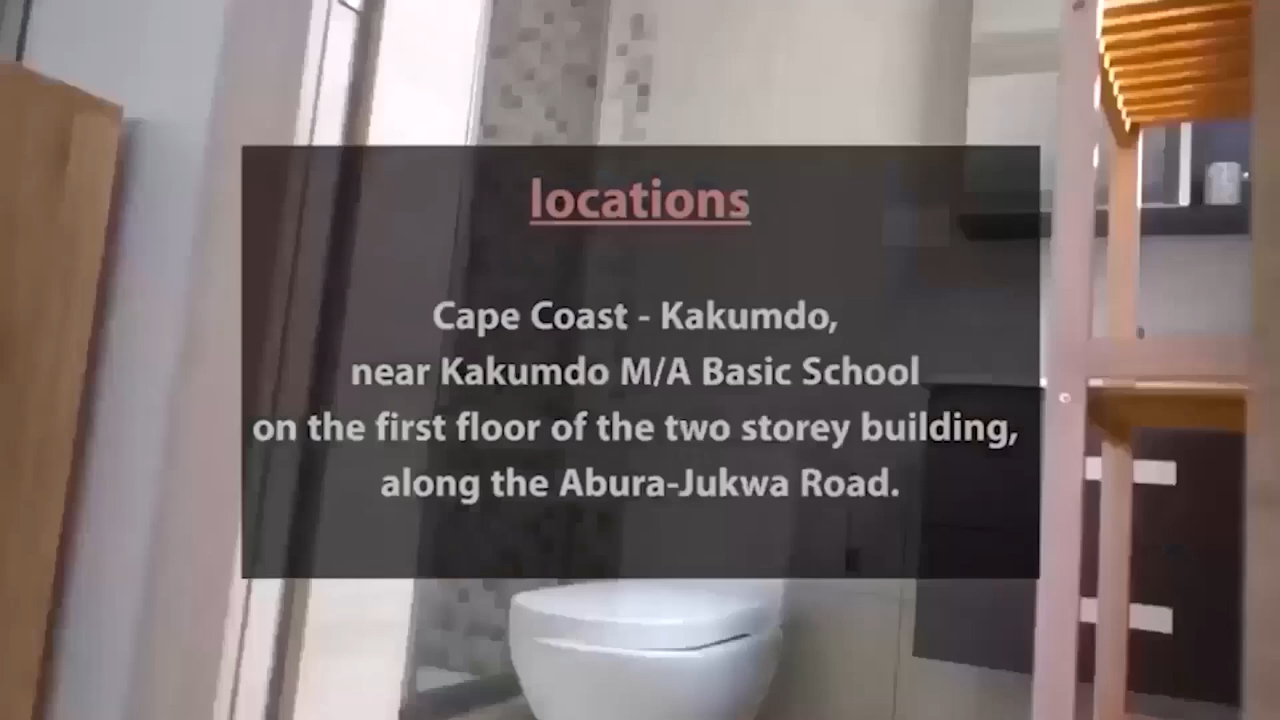 locations
Cape Coast - Kakumdo,
near Kakumdo M/A Basic School
on the first floor of the two storey building,
along the Abura-Jukwa Road.